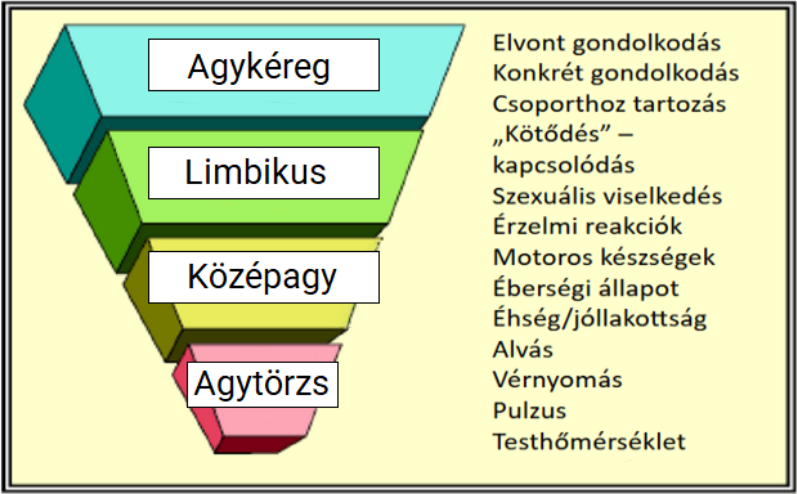 Agykéreg
Limbikus
Középagy
Agytörzs
Elvont gondolkodás
Konkrét gondolkodás
Csoporthoz tartozás
„Kötődés” –
kapcsolódás
Szexuális viselkedés
Érzelmi reakciók
Motoros készségek
Éberségi állapot
Éhség/jóllakottság
Alvás
Vérnyomás
Pulzus
Testhőmérséklet